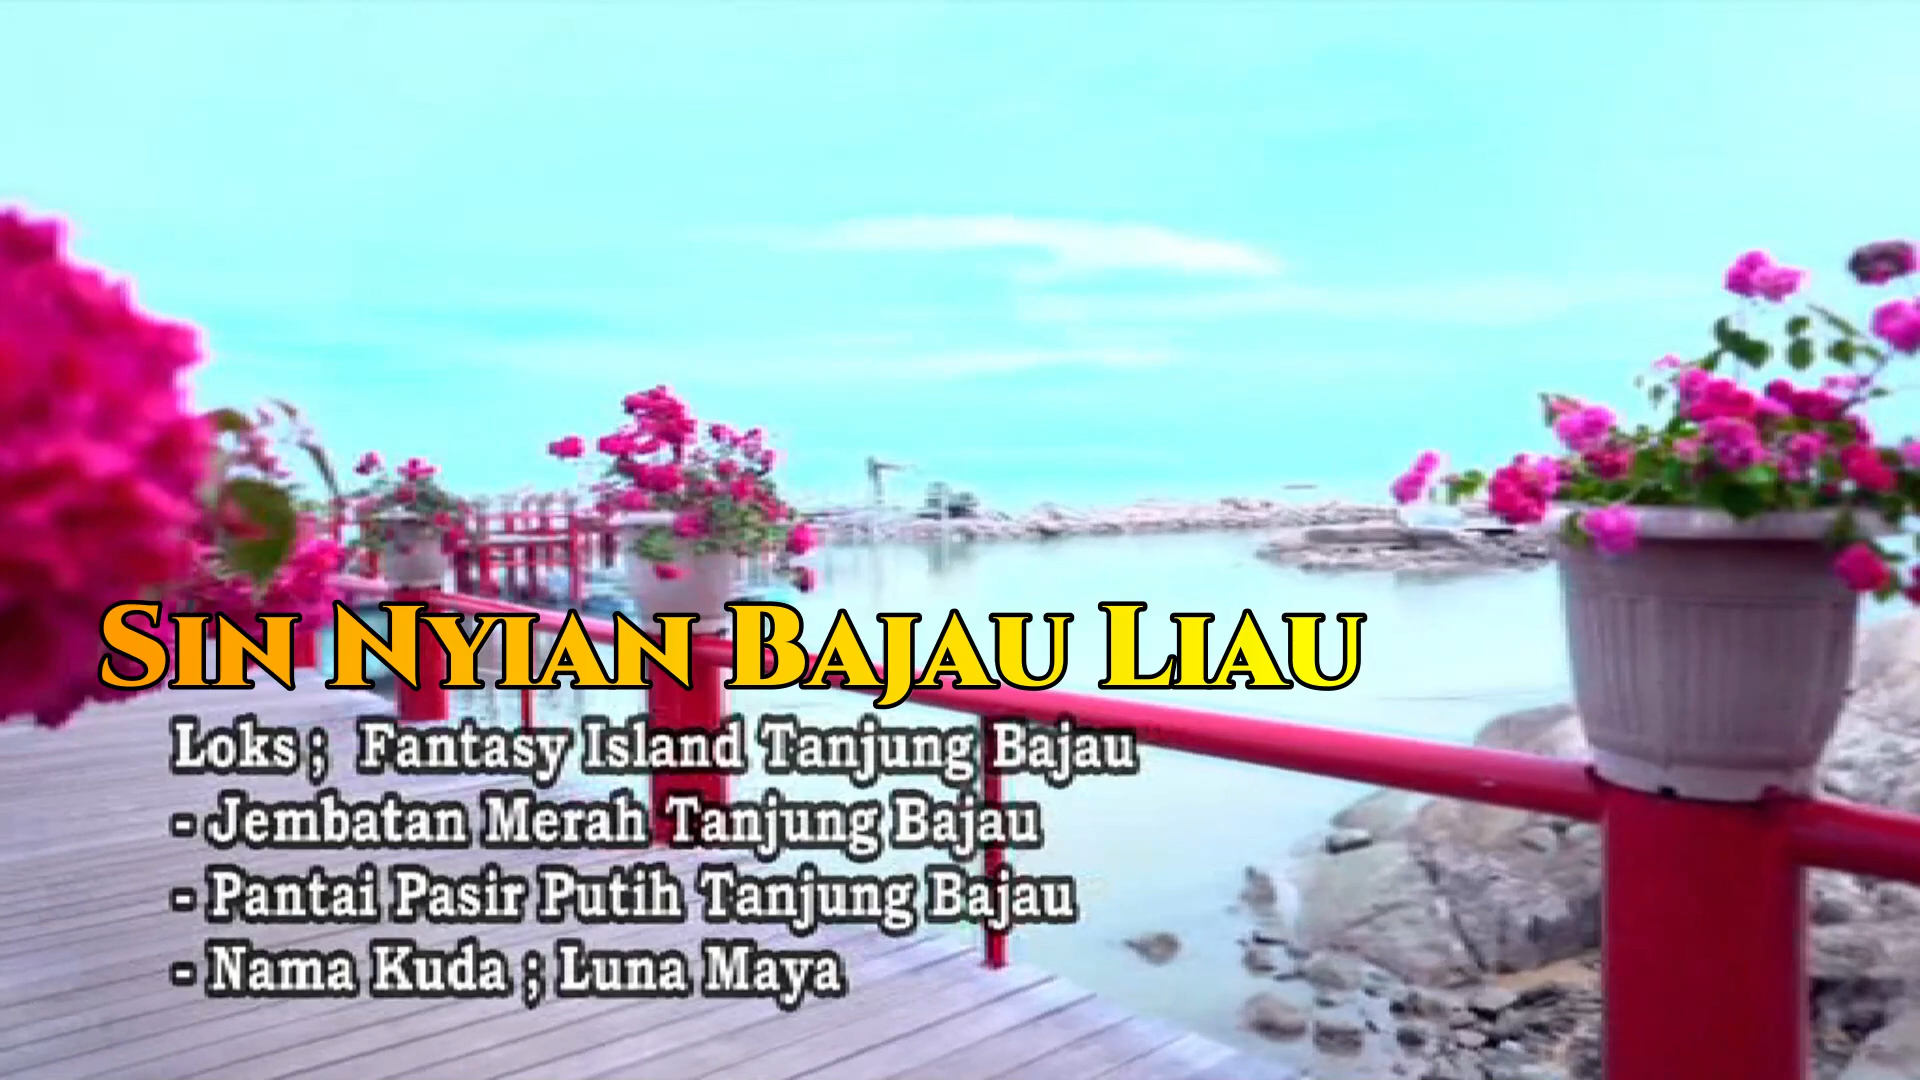 Sin Nyian Bajau Liau
Loks ; Fantasy Island Tanjung Bajau
- Jembatan Merah Tanjung Bajau
- Pantai Pasir Putih Tanjung Bajau
- Nama Kuda ; Luna Maya